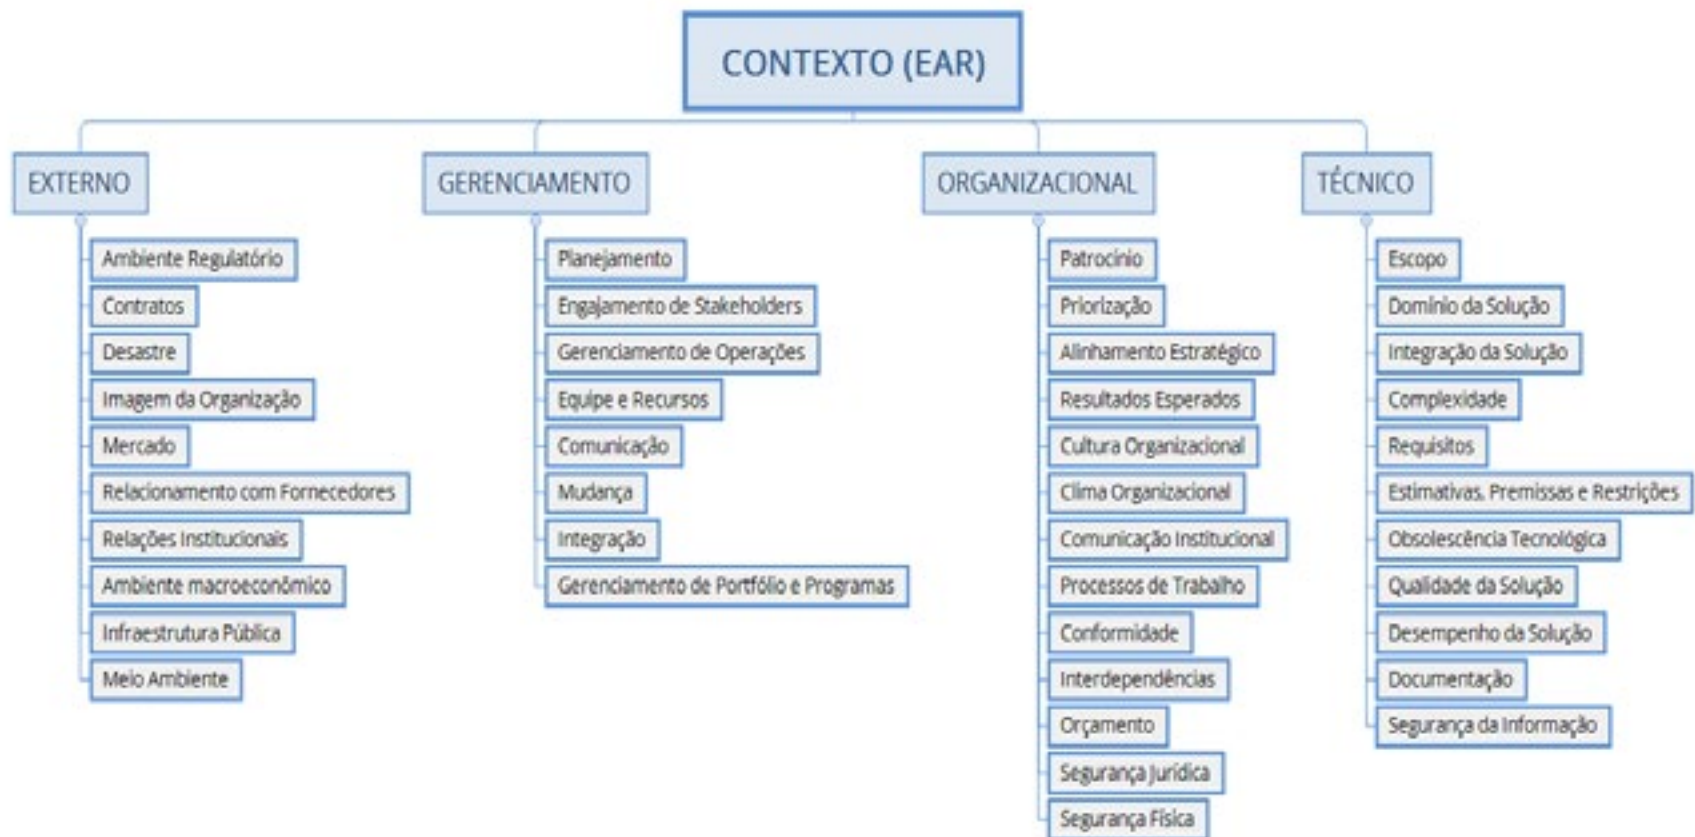 CONTEXTO (EAR)
EXTERNO
Ambiente Regulatório
Contratos
Desastre
Imagem da Organização
Mercado
Relacionamento com Fornecedores
Relações Institucionais
Ambiente macroeconômico
Infraestrutura Pública
Meio Ambiente
GERENCIAMENTO
Planejamento
Engajamento de Stakeholders
Gerenciamento de Operações
Equipe e Recursos
Comunicação
Mudança
Integração
Gerenciamento de Portfólio e Programas
ORGANIZACIONAL
Patrocínio
Priorização
Alinhamento Estratégico
Resultados Esperados
Cultura Organizacional
Clima Organizacional
Comunicação Institucional
Processos de Trabalho
Conformidade
Interdependências
Orçamento
Segurança Jurídica
Segurança Física
TÉCNICO
Escopo
Domínio da Solução
Integração da Solução
Complexidade
Requisitos
Estimativas, Premissas e Restrições
Obsolescência Tecnológica
Qualidade da Solução
Desempenho da Solução
Documentação
Segurança da Informação